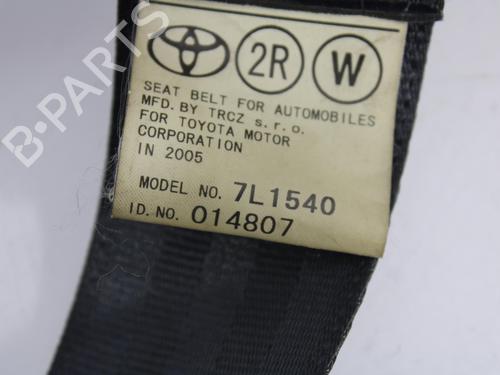 2R W
SEAT BELT FOR AUTOMOBILES
MFD. BY TRCZ s. r. o.
FOR TOYOTA MOTOR
CORPORATION
IN 2005
MODEL NO. 7L1540
I.D. NO. 014807
B-PARTS